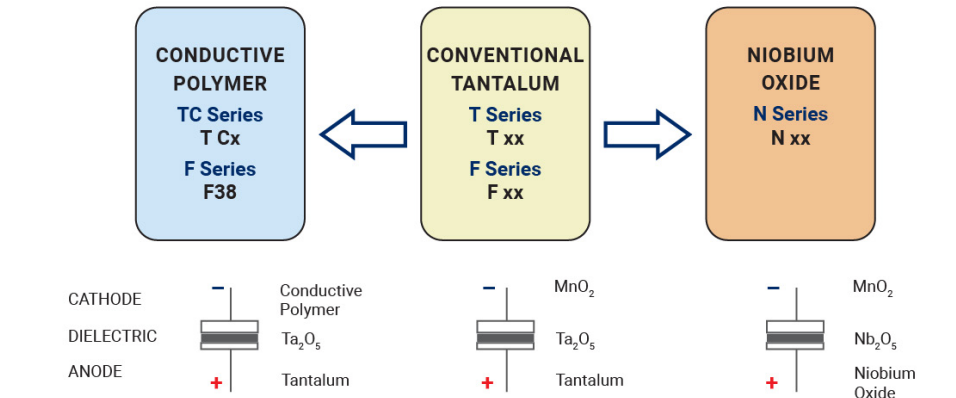 CONDUCTIVE
POLYMER
TC Series
T Cx
F Series
F38
CONVENTIONAL
TANTALUM
T Series
T xx
F Series
F xx
NIOBIUM
OXIDE
N Series
N xx
CATHODE
DIELECTRIC
ANODE
−
Conductive
Polymer
Ta₂O₅
+
Tantalum
−
MnO₂
Ta₂O₅
+
Tantalum
−
MnO₂
Nb₂O₅
+
Niobium
Oxide